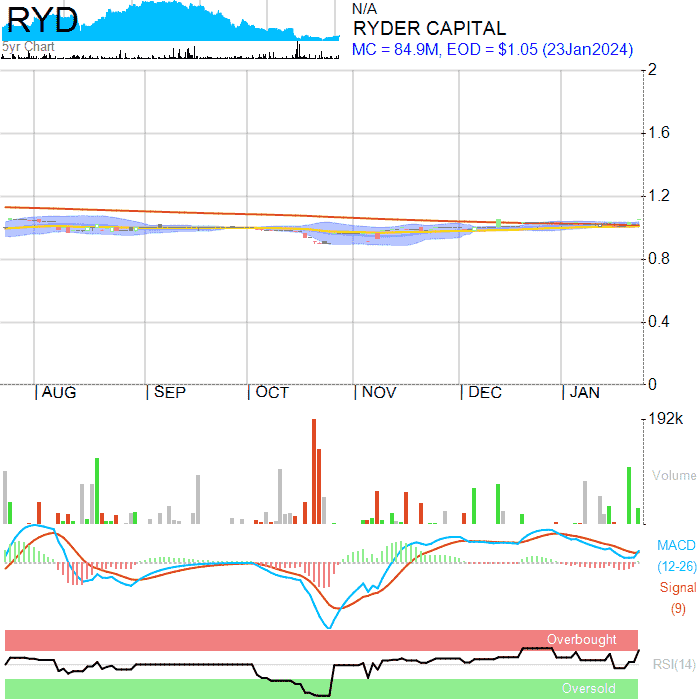 RYD
5yr Chart
N/A
RYDER CAPITAL
MC = 84.9M, EOD = $1.05 (23Jan2024)
2
1.6
1.2
0.8
0.4
0
AUG
SEP
OCT
NOV
DEC
JAN
192k
Volume
MACD
(12-26)
Signal
(9)
Overbought
RSI(14)
Oversold